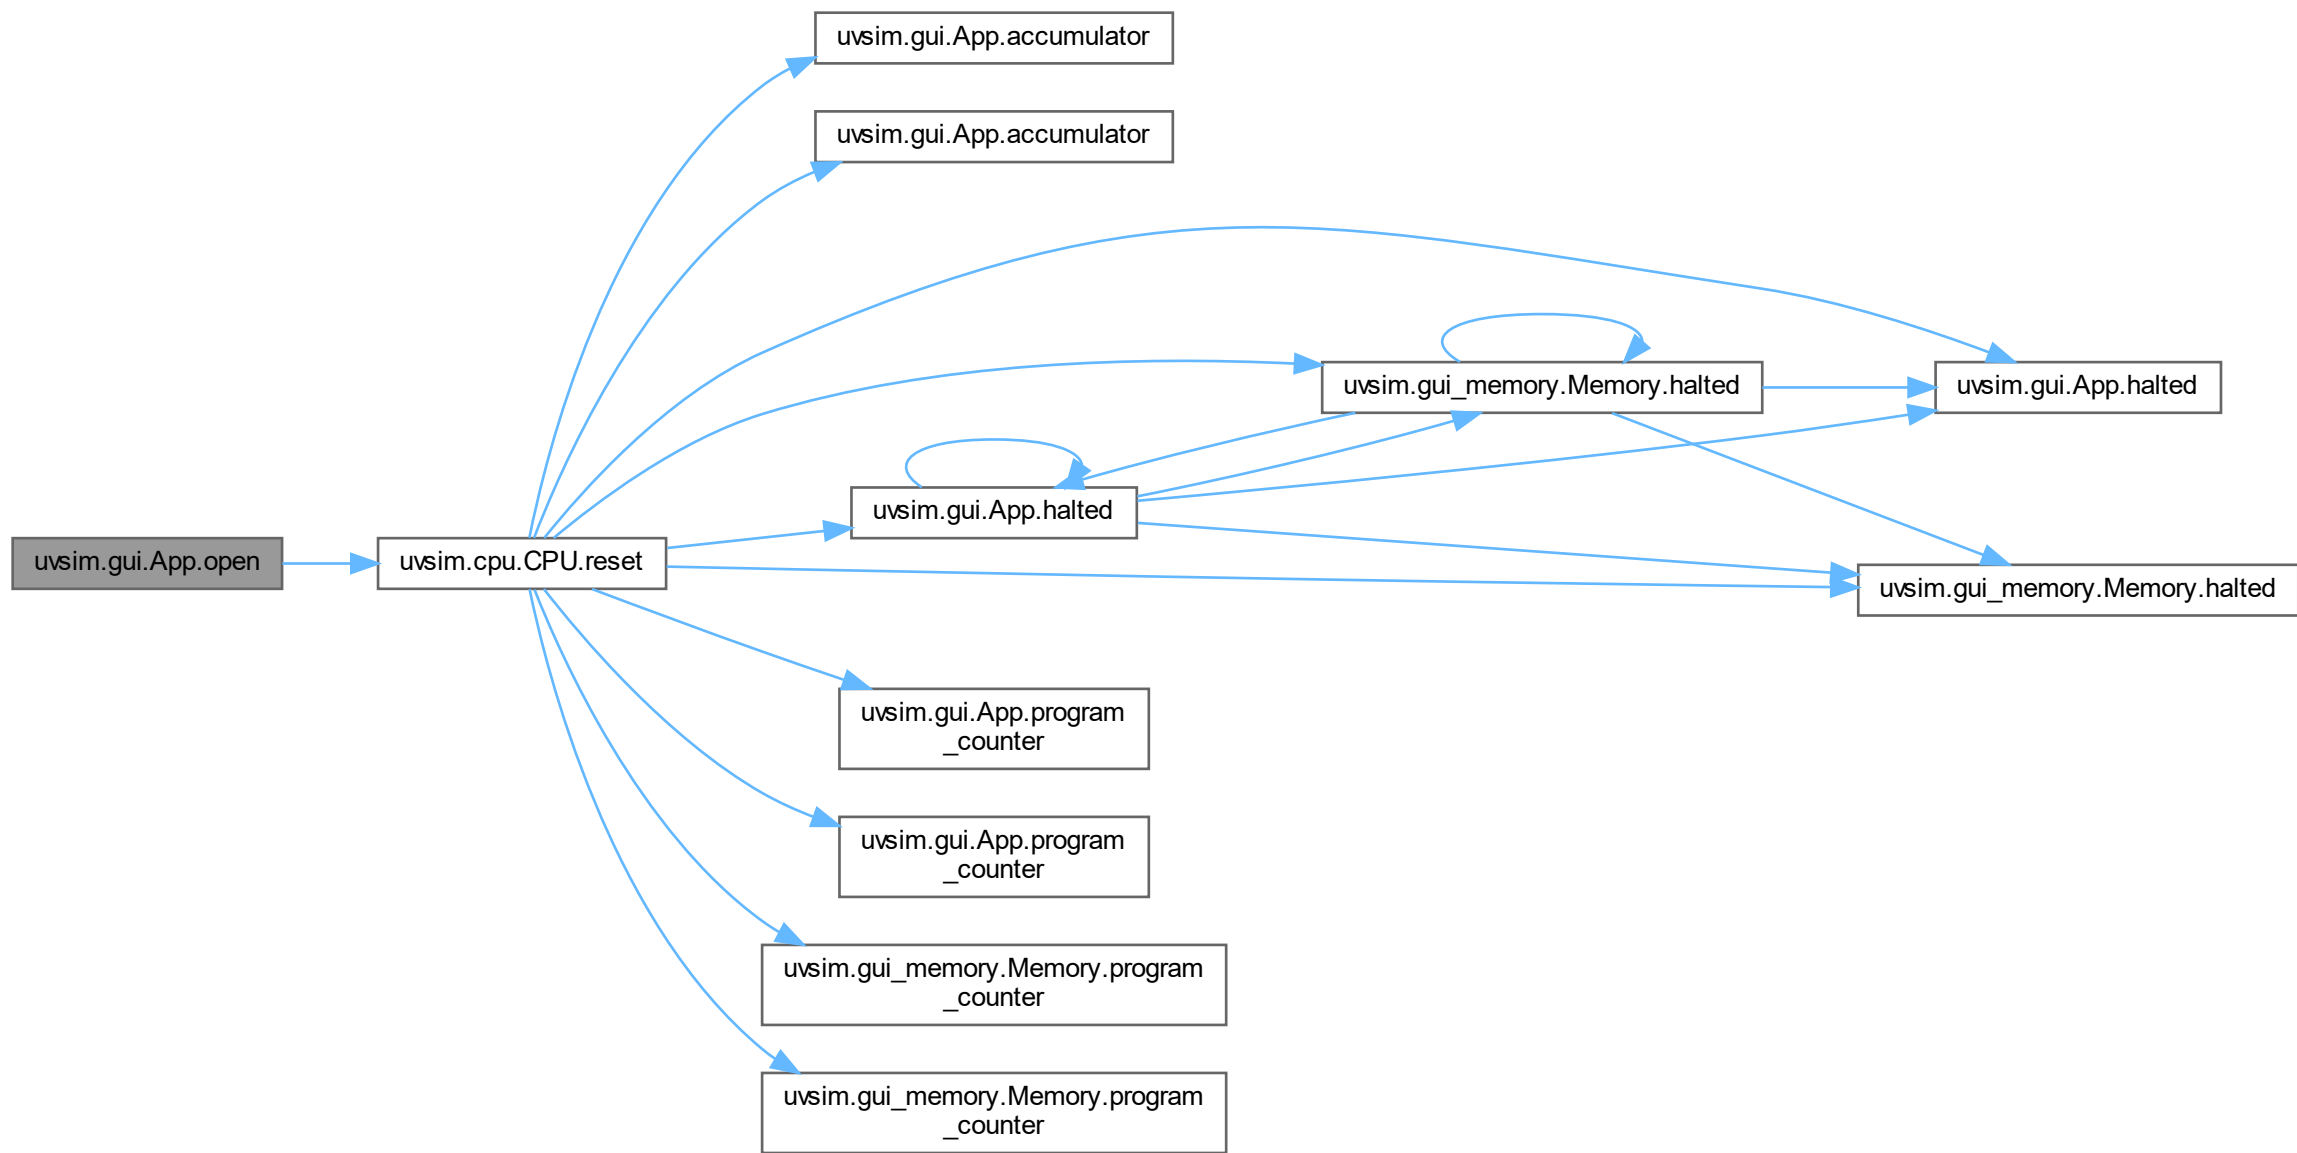 uvsim.gui.App.accumulator
uvsim.gui.App.accumulator
uvsim.gui_memory.Memory.halted
uvsim.gui.App.halted
uvsim.gui.App.halted
uvsim.gui.App.open
uvsim.cpu.CPU.reset
uvsim.gui_memory.Memory.halted
uvsim.gui.App.program
_counter
uvsim.gui.App.program
_counter
uvsim.gui_memory.Memory.program
_counter
uvsim.gui_memory.Memory.program
_counter